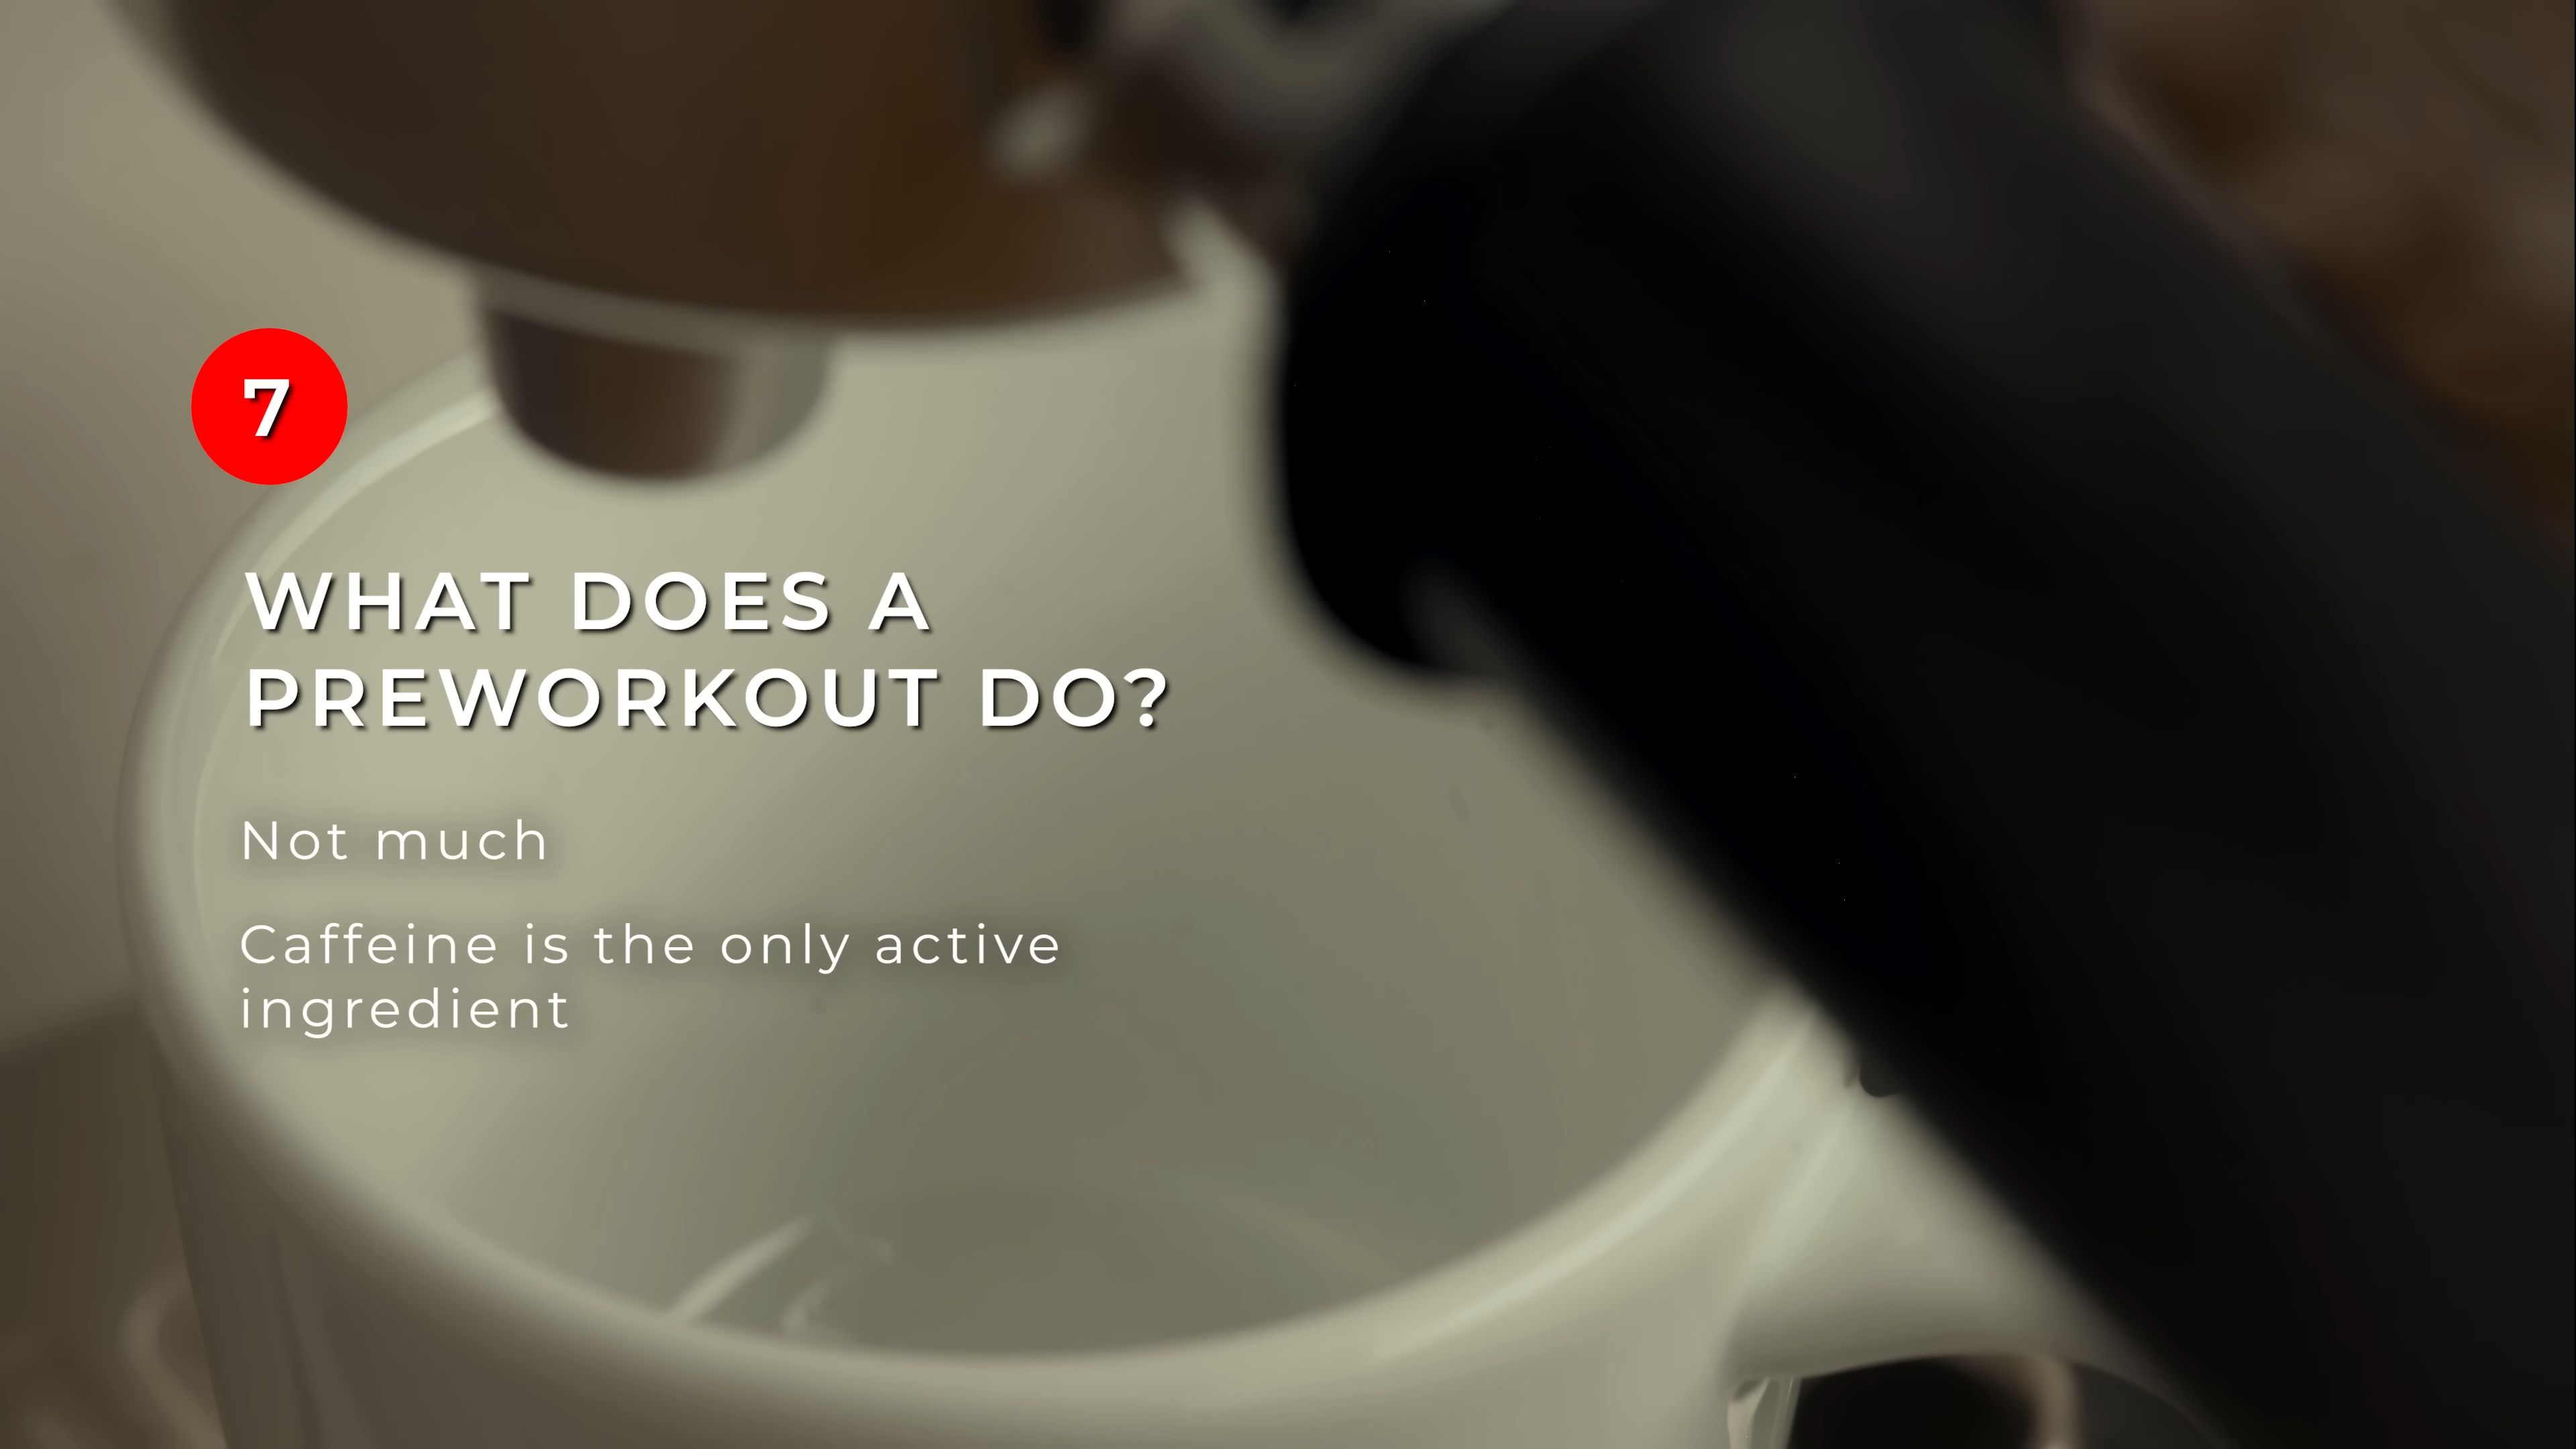 7
WHAT DOES A
PREWORKOUT DO?
Not much
Caffeine is the only active
ingredient